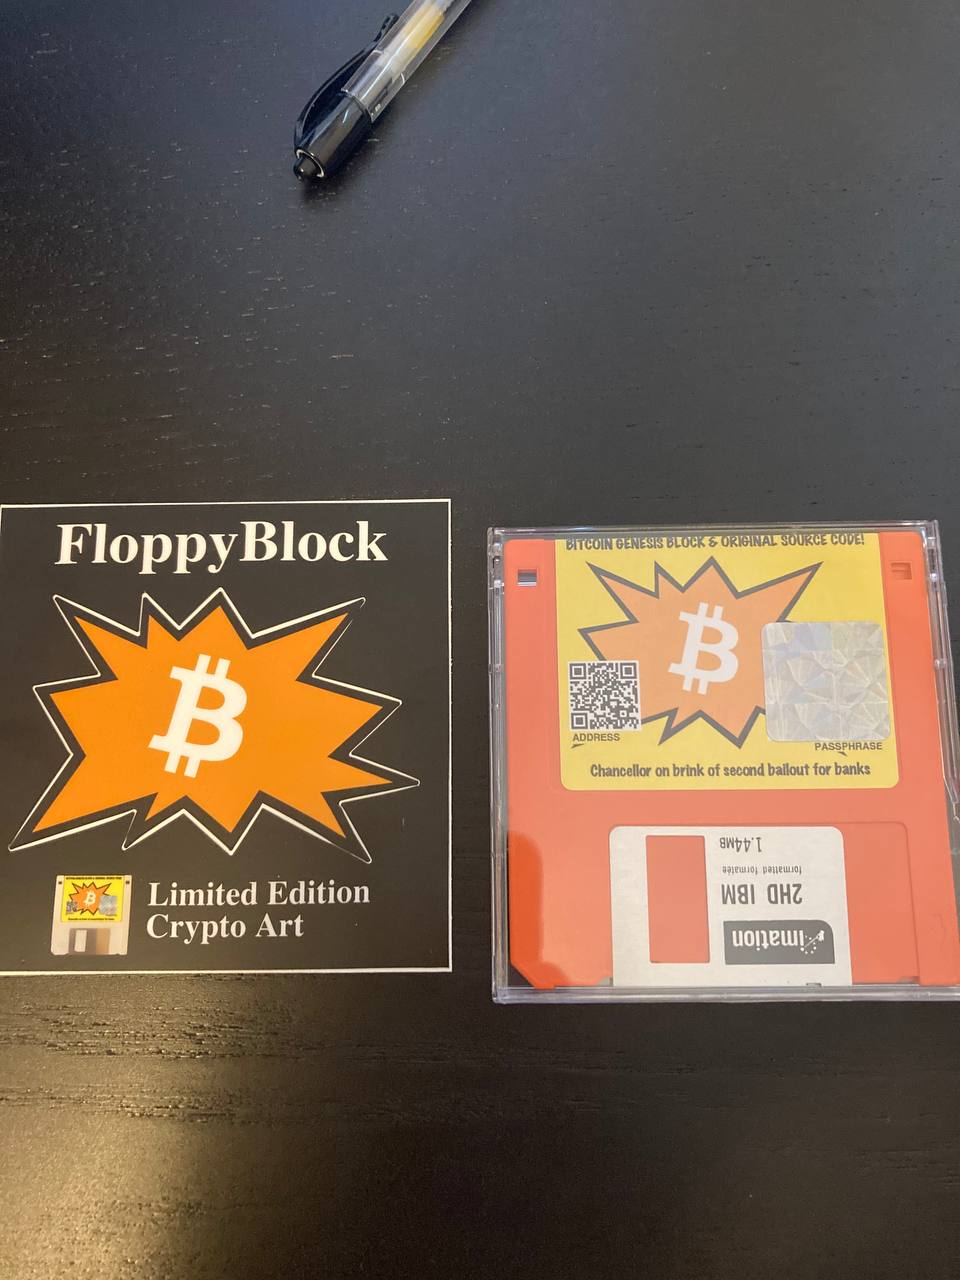 FloppyBlock
Limited Edition
Crypto Art
BITCOIN GENESIS BLOCK & ORIGINAL SOURCE CODE!
ADDRESS
PASSPHRASE
Chancellor on brink of second bailout for banks
imation
2HD IBM
formatted formatée
1.44MB